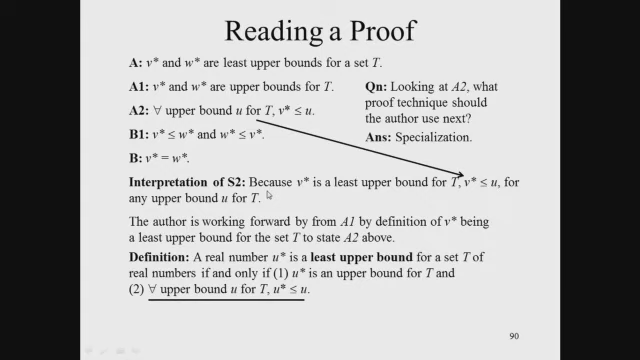 Reading a Proof
A: v* and w* are least upper bounds for a set T.
A1: v* and w* are upper bounds for T.
A2: ∀ upper bound u for T, v* ≤ u.
B1: v* ≤ w* and w* ≤ v*.
B: v* = w*.
Qn: Looking at A2, what
proof technique should
the author use next?
Ans: Specialization.
Interpretation of S2: Because v* is a least upper bound for T, v* ≤ u, for
any upper bound u for T.
The author is working forward by from A1 by definition of v* being
a least upper bound for the set T to state A2 above.
Definition: A real number u* is a least upper bound for a set T of
real numbers if and only if (1) u* is an upper bound for T and
(2) ∀ upper bound u for T, u* ≤ u.
90